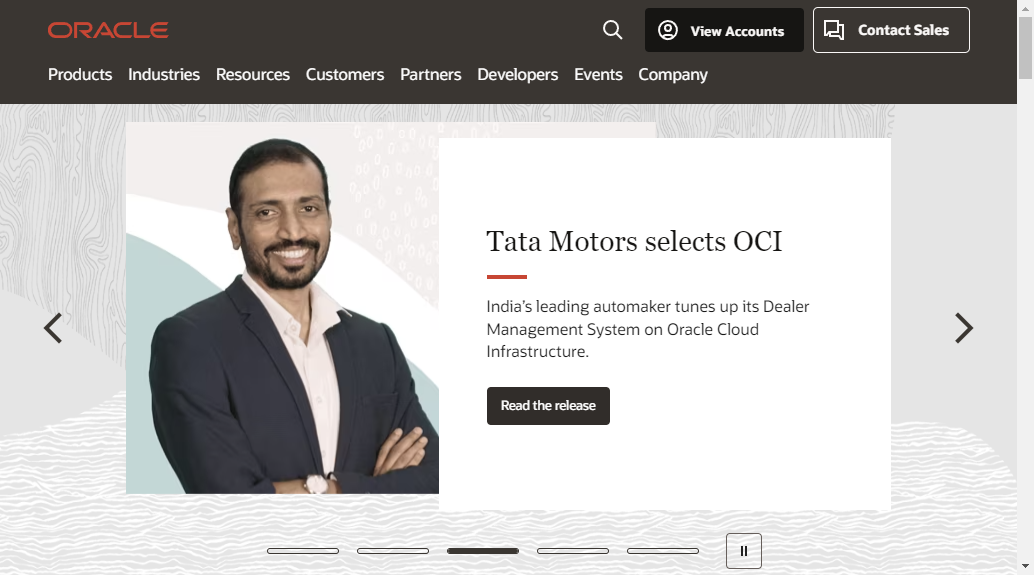 ORACLE
View Accounts
Contact Sales
Products Industries Resources Customers Partners Developers Events Company
Tata Motors selects OCI
India’s leading automaker tunes up its Dealer
Management System on Oracle Cloud
Infrastructure.
Read the release